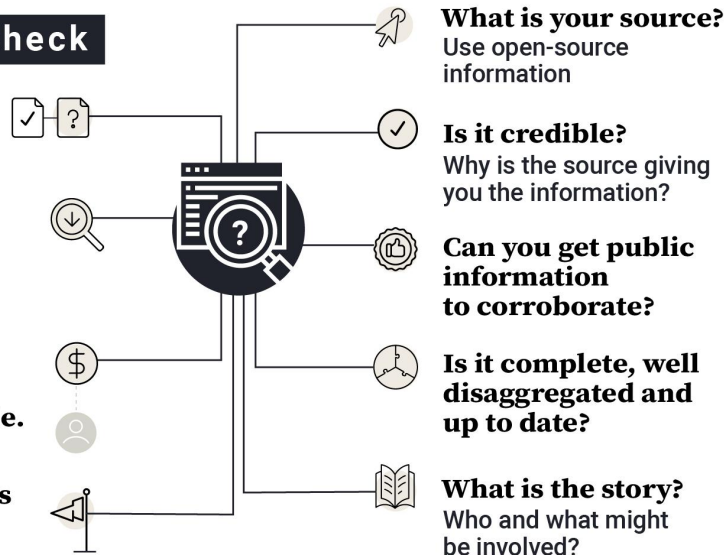 heck
What is your source?
Use open-source
information
Is it credible?
Why is the source giving
you the information?
Can you get public
information
to corroborate?
Is it complete, well
disaggregated and
up to date?
e.
s
What is the story?
Who and what might
be involved?